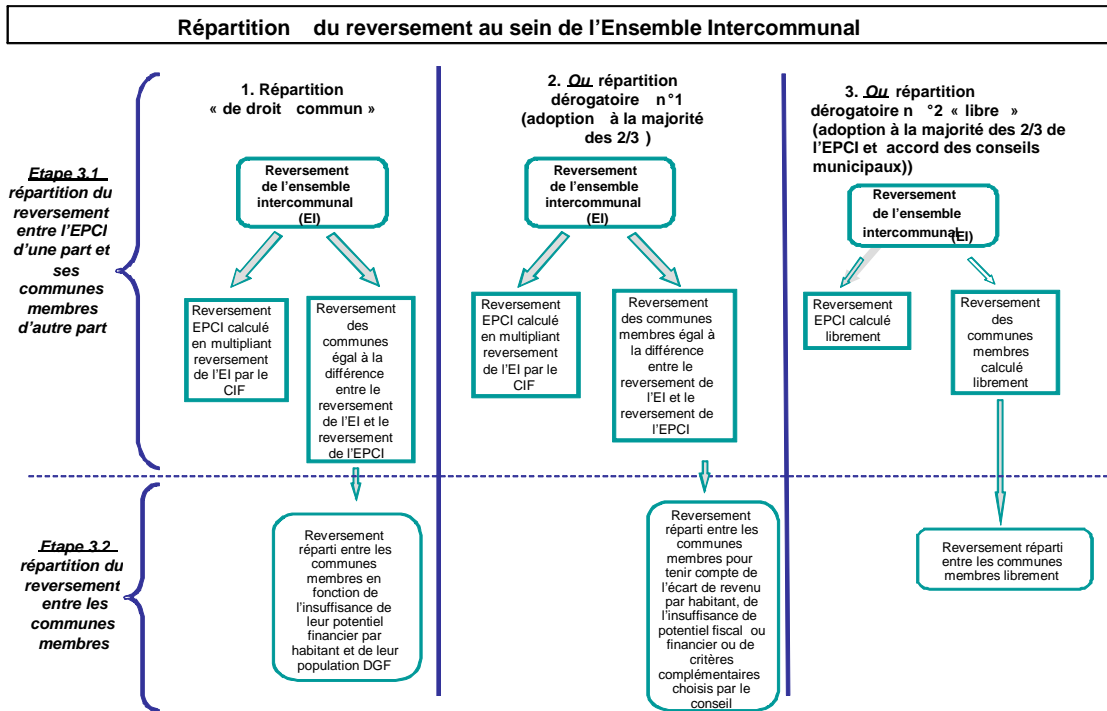 Répartition du reversement au sein de l'Ensemble Intercommunal
1. Répartition
« de droit commun »
2. Ou répartition
dérogatoire n°1
(adoption à la majorité
des 2/3 )
3. Ou répartition
dérogatoire n °2 « libre »
(adoption à la majorité des 2/3 de
l'EPCI et accord des conseils
municipaux))
Etape 3.1
répartition du
reversement
entre l'EPCI
d'une part et
ses
communes
membres
d'autre part
Reversement
de l'ensemble
intercommunal
(EI)
Reversement
EPCI calculé
en multipliant
reversement
de l'EI par le
CIF
Reversement
des
communes
égal à la
différence
entre le
reversement
de l'EI et le
reversement
de l'EPCI
Reversement
de l'ensemble
intercommunal
(EI)
Reversement
EPCI calculé
en multipliant
reversement
de l'EI par le
CIF
Reversement
des communes
membres égal à
la différence
entre le
reversement de
l'EI et le
reversement de
l'EPCI
Reversement
de l'ensemble
intercommunal (EI)
Reversement
EPCI calculé
librement
Reversement
des
communes
membres
calculé
librement
Etape 3.2
répartition du
reversement
entre les
communes
membres
Reversement
réparti entre les
communes
membres en
fonction de
l'insuffisance de
leur potentiel
financier par
habitant et de leur
population DGF
Reversement
réparti entre les
communes
membres pour
tenir compte de
l'écart de revenu
par habitant, de
l'insuffisance de
potentiel fiscal ou
financier ou de
critères
complémentaires
choisis par le
conseil
Reversement réparti
entre les communes
membres librement